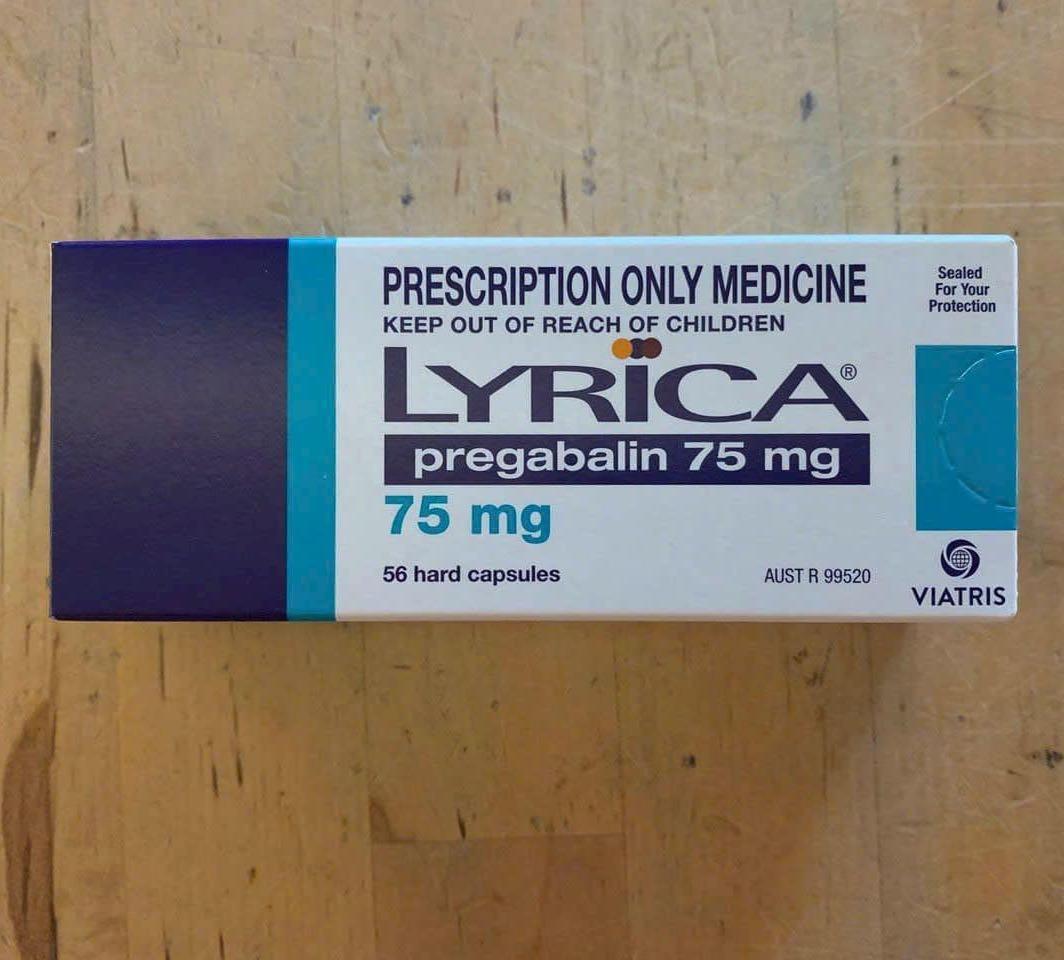 PRESCRIPTION ONLY MEDICINE
KEEP OUT OF REACH OF CHILDREN
LYRICA®
pregabalin 75 mg
75 mg
56 hard capsules
AUST R 99520
Sealed
For Your
Protection
VIATRIS